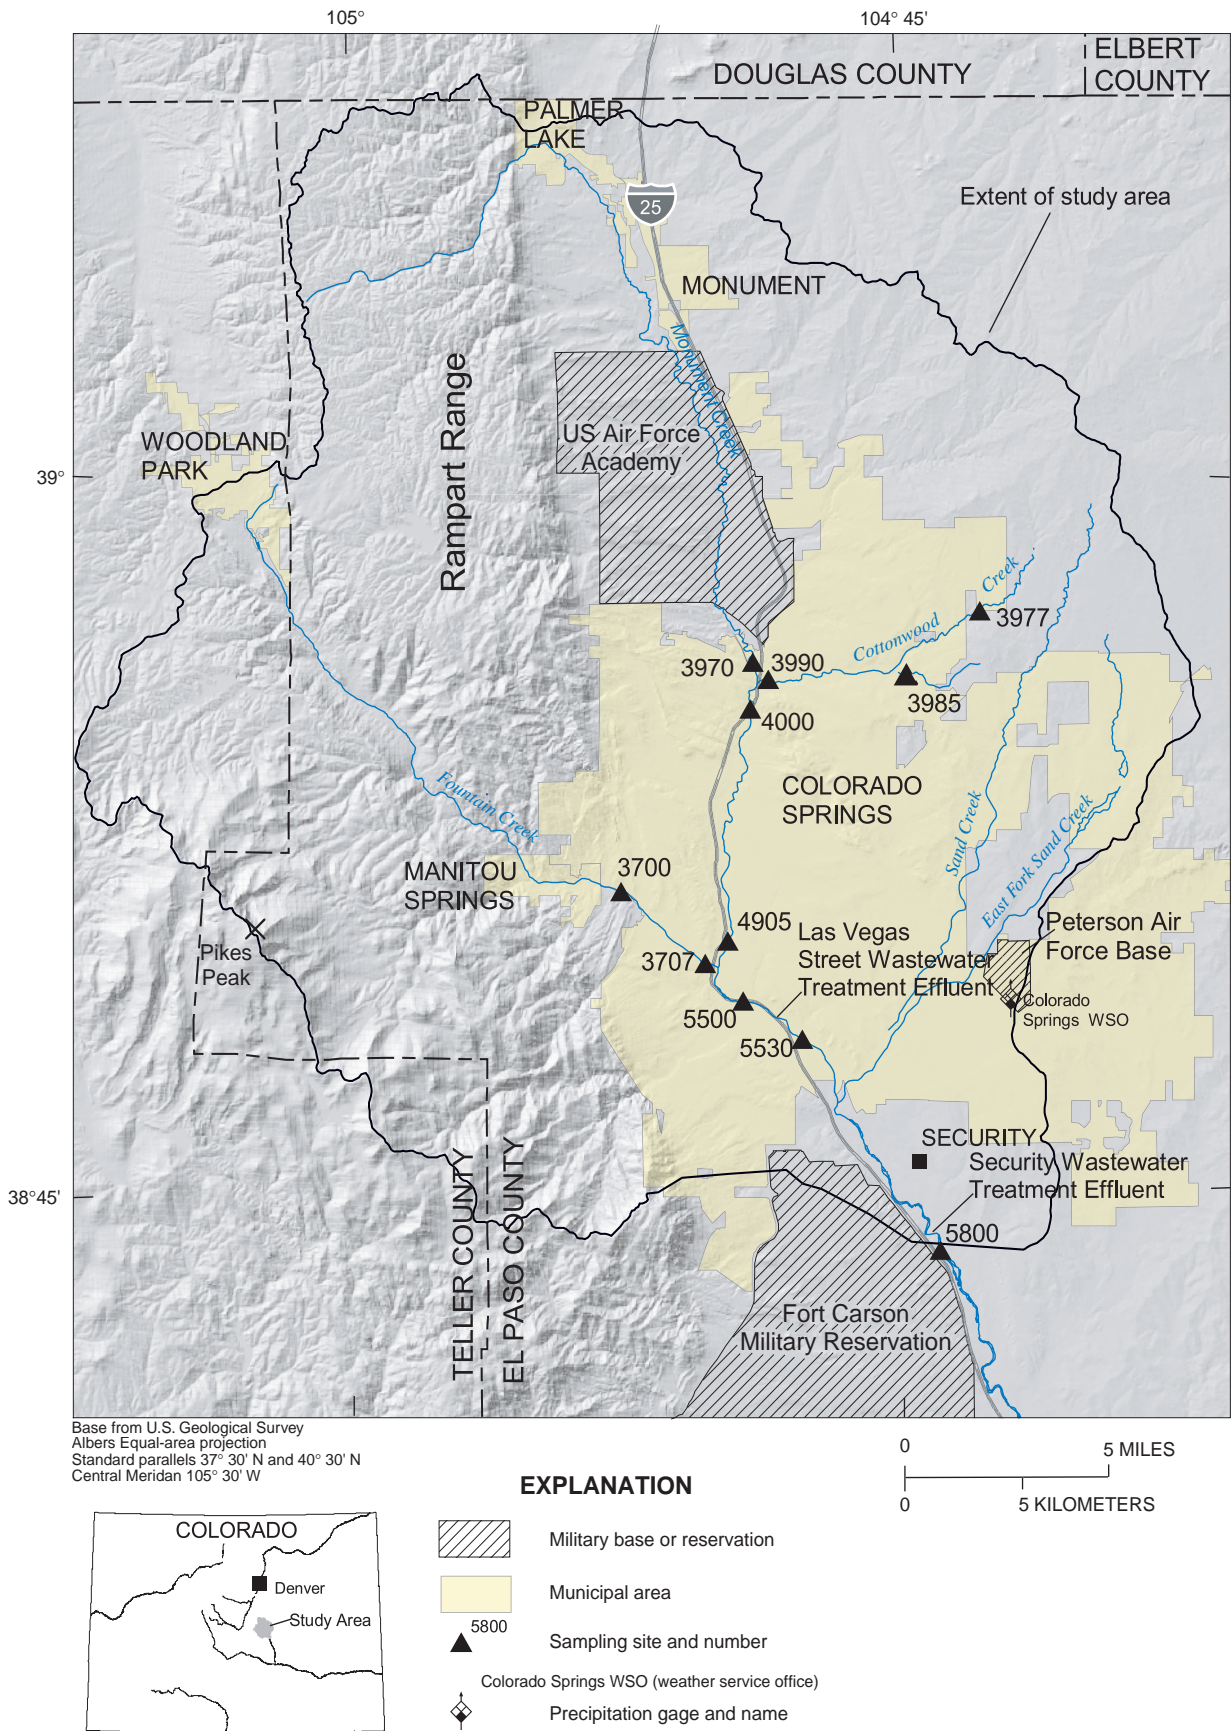 105°
104° 45'
DOUGLAS COUNTY
ELBERT
COUNTY
PALMER
LAKE
25
Extent of study area
MONUMENT
Monument Creek
Rampart Range
US Air Force
Academy
WOODLAND
PARK
39°
Creek
Cottonwood
3977
3970
3990
3985
4000
COLORADO
SPRINGS
Fountain Creek
Sand Creek
East Fork Sand Creek
MANITOU
SPRINGS
3700
4905
Las Vegas
Street Wastewater
Treatment Effluent
Peterson Air
Force Base
Pikes
Peak
3707
5500
5530
Colorado
Springs WSO
SECURITY
Security Wastewater
Treatment Effluent
38°45'
TELLER COUNTY
EL PASO COUNTY
5800
Fort Carson
Military Reservation
Base from U.S. Geological Survey
Albers Equal-area projection
Standard parallels 37° 30' N and 40° 30' N
Central Meridian 105° 30' W
0
5 MILES
0
5 KILOMETERS
EXPLANATION
COLORADO
Denver
Study Area
Military base or reservation
Municipal area
5800
Sampling site and number
Colorado Springs WSO (weather service office)
Precipitation gage and name